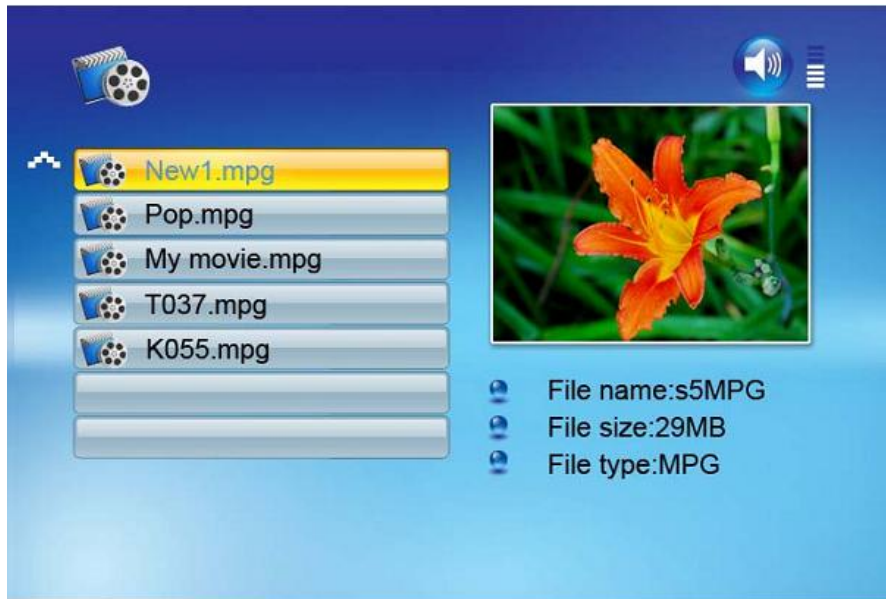 New1.mpg
Pop.mpg
My movie.mpg
T037.mpg
K055.mpg
File name:s5MPG
File size:29MB
File type:MPG